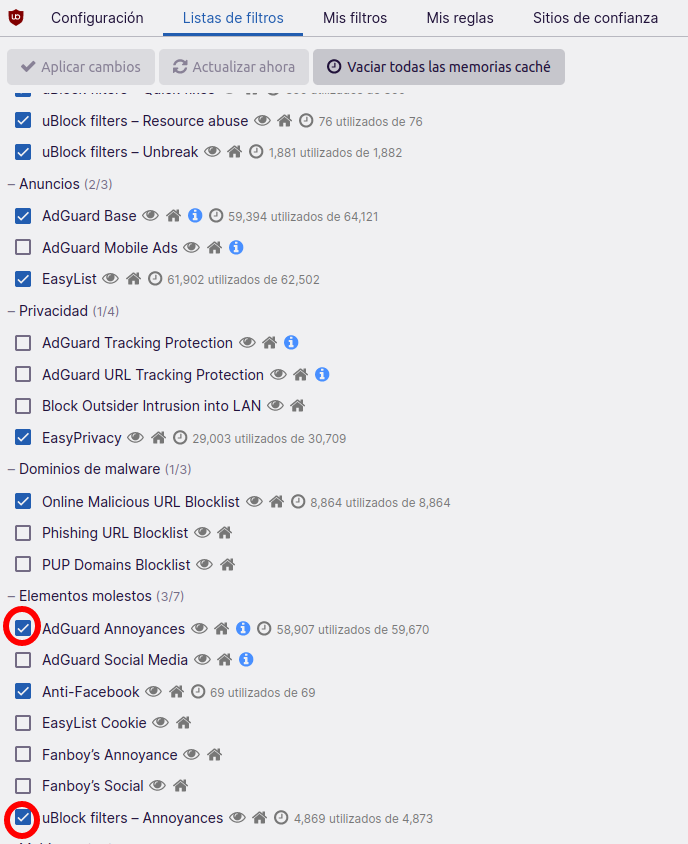 Configuración Listas de filtros Mis filtros Mis reglas Sitios de confianza
Aplicar cambios Actualizar ahora Vaciar todas las memorias caché
uBlock filters – Resource abuse 76 utilizados de 76
uBlock filters – Unbreak 1,881 utilizados de 1,882
– Anuncios (2/3)
AdGuard Base 59,394 utilizados de 64,121
AdGuard Mobile Ads
EasyList 61,902 utilizados de 62,502
– Privacidad (1/4)
AdGuard Tracking Protection
AdGuard URL Tracking Protection
Block Outsider Intrusion into LAN
EasyPrivacy 29,003 utilizados de 30,709
– Dominios de malware (1/3)
Online Malicious URL Blocklist 8,864 utilizados de 8,864
Phishing URL Blocklist
PUP Domains Blocklist
– Elementos molestos (3/7)
AdGuard Annoyances 58,907 utilizados de 59,670
AdGuard Social Media
Anti-Facebook 69 utilizados de 69
EasyList Cookie
Fanboy’s Annoyance
Fanboy’s Social
uBlock filters – Annoyances 4,869 utilizados de 4,873